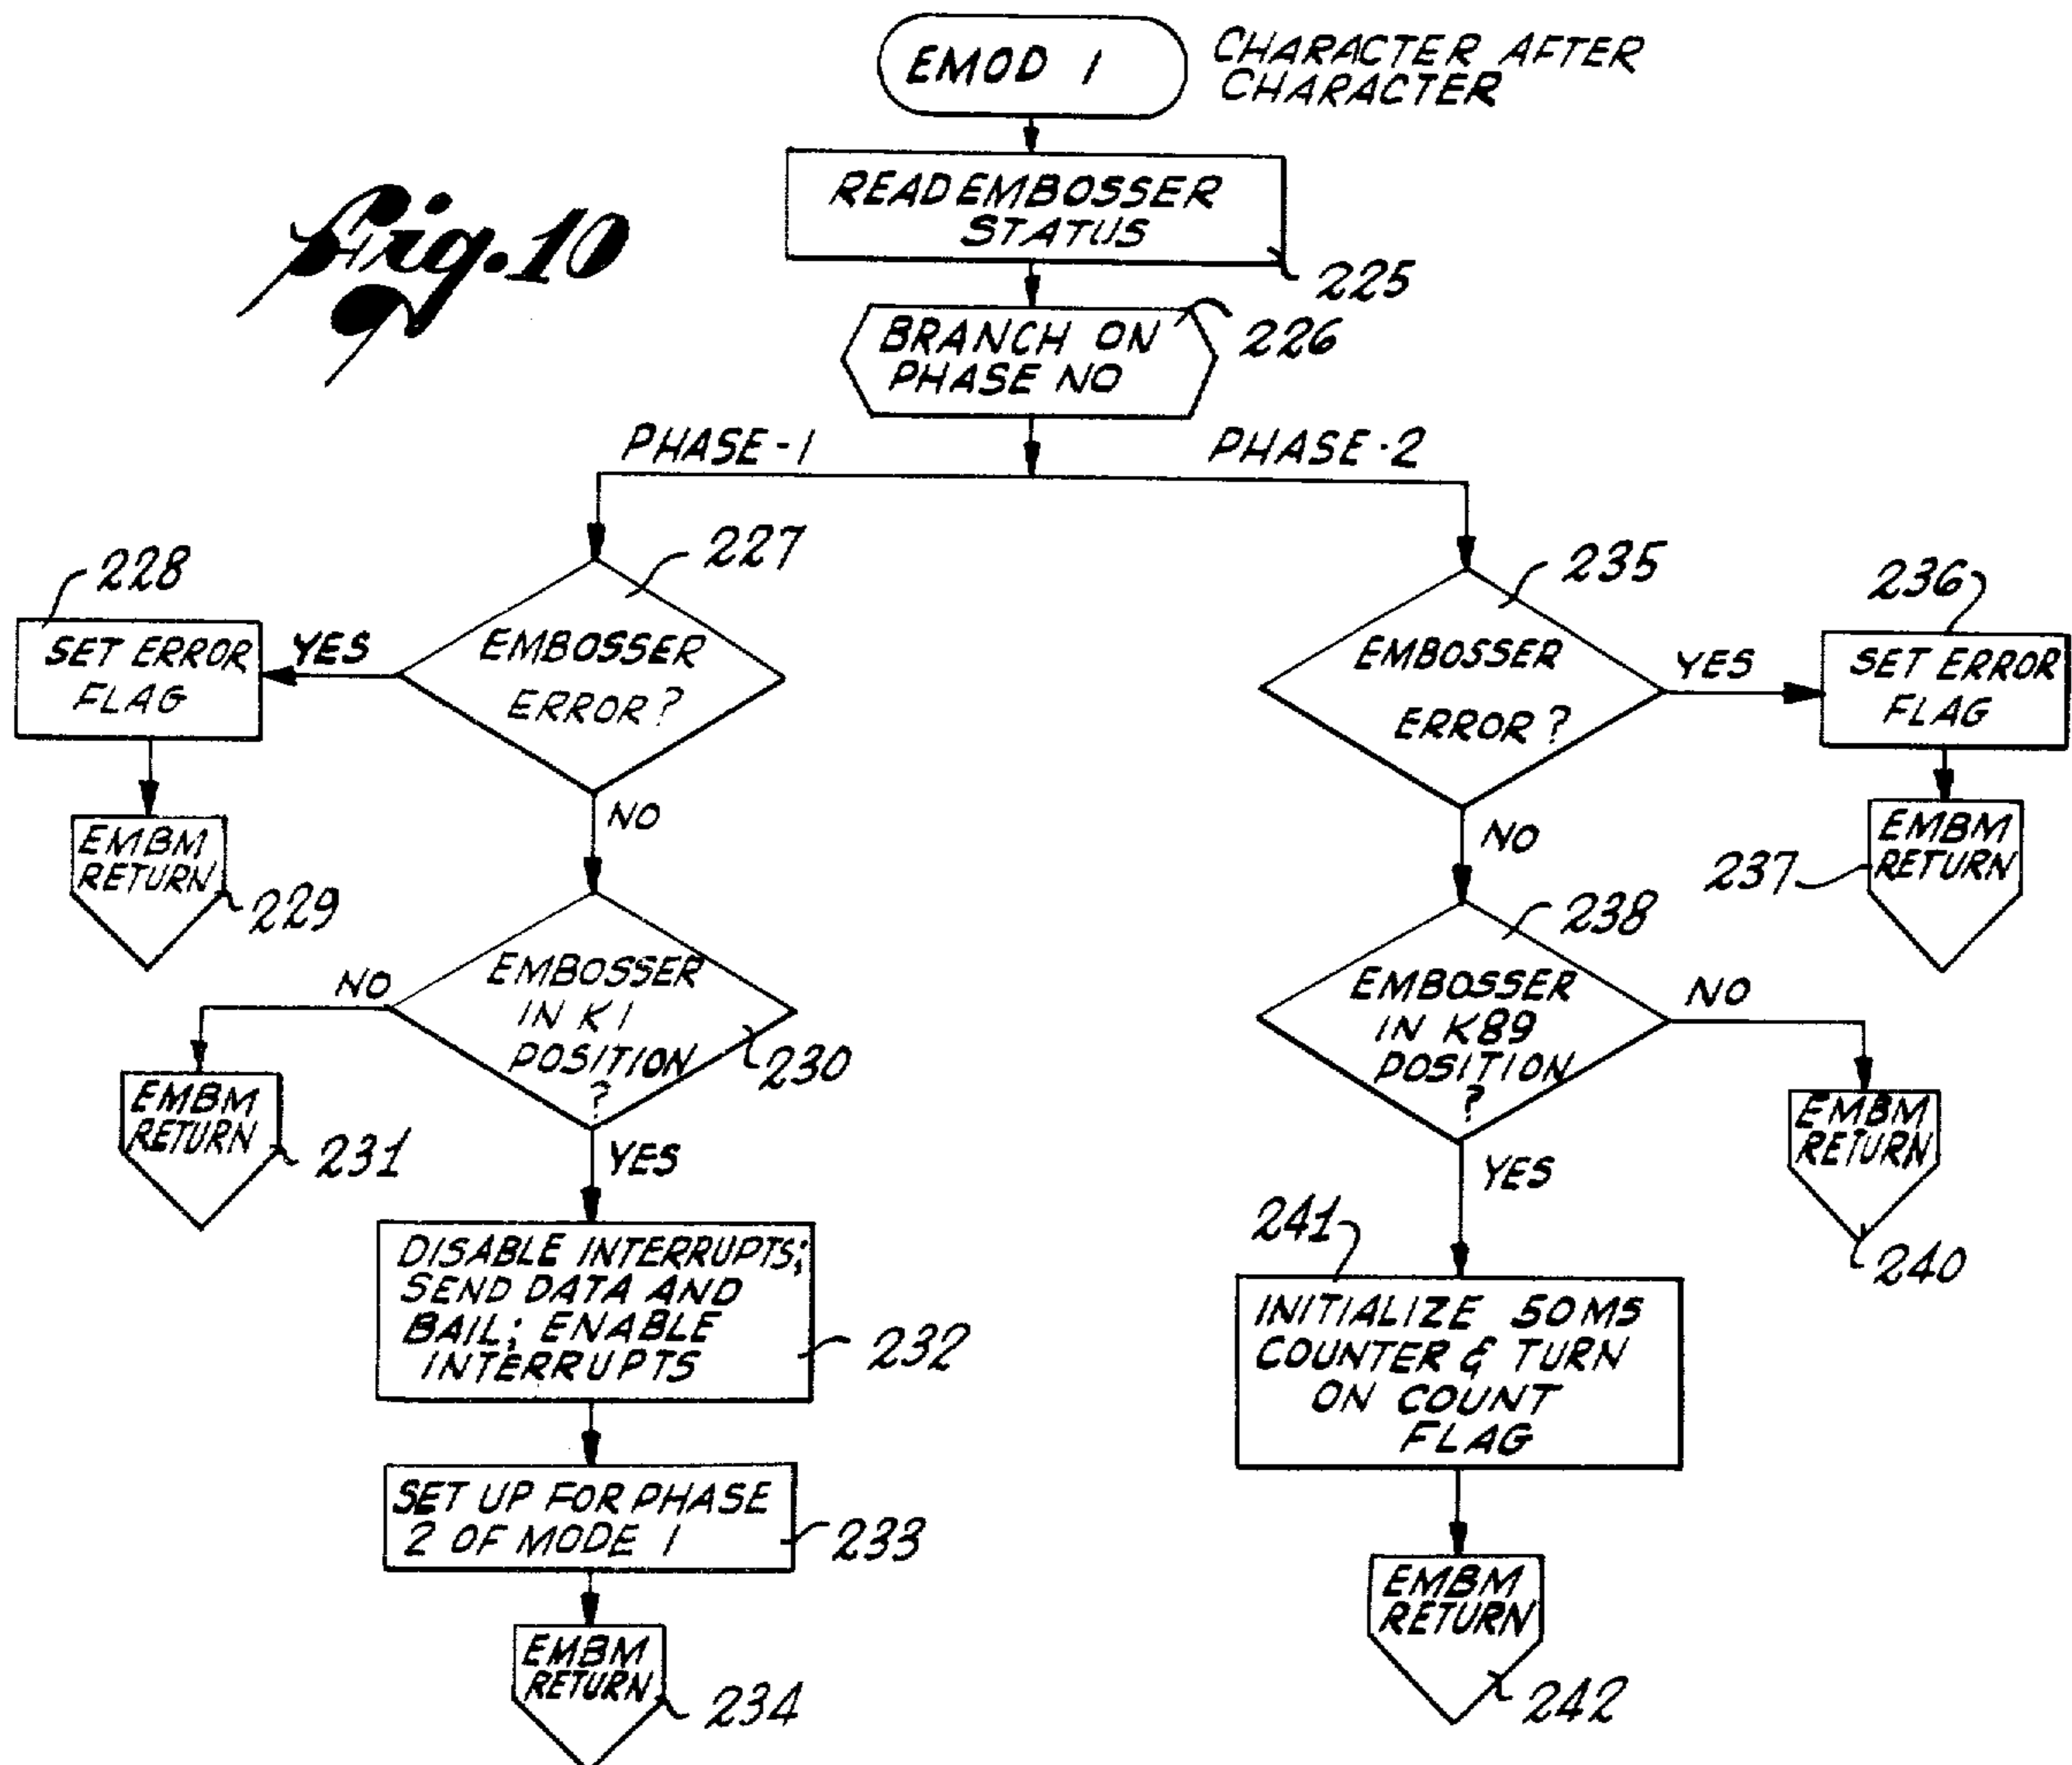 EMOD 1
CHARACTER AFTER
CHARACTER
Fig. 10
READ EMBOSSER
STATUS
225
BRANCH ON
PHASE NO
226
PHASE-1
PHASE-2
227
228
SET ERROR
FLAG
YES
EMBOSSER
ERROR?
235
236
EMBOSSER
ERROR?
YES
SET ERROR
FLAG
NO
EMBM
RETURN
229
NO
EMBM
RETURN
237
238
NO
EMBOSSER
IN K1
POSITION
?
230
EMBOSSER
IN K89
POSITION
?
NO
EMBM
RETURN
231
YES
EMBM
RETURN
240
YES
241
DISABLE INTERRUPTS;
SEND DATA AND
BAIL; ENABLE
INTERRUPTS
232
INITIALIZE 50MS
COUNTER & TURN
ON COUNT
FLAG
SET UP FOR PHASE
2 OF MODE 1
233
EMBM
RETURN
234
EMBM
RETURN
242